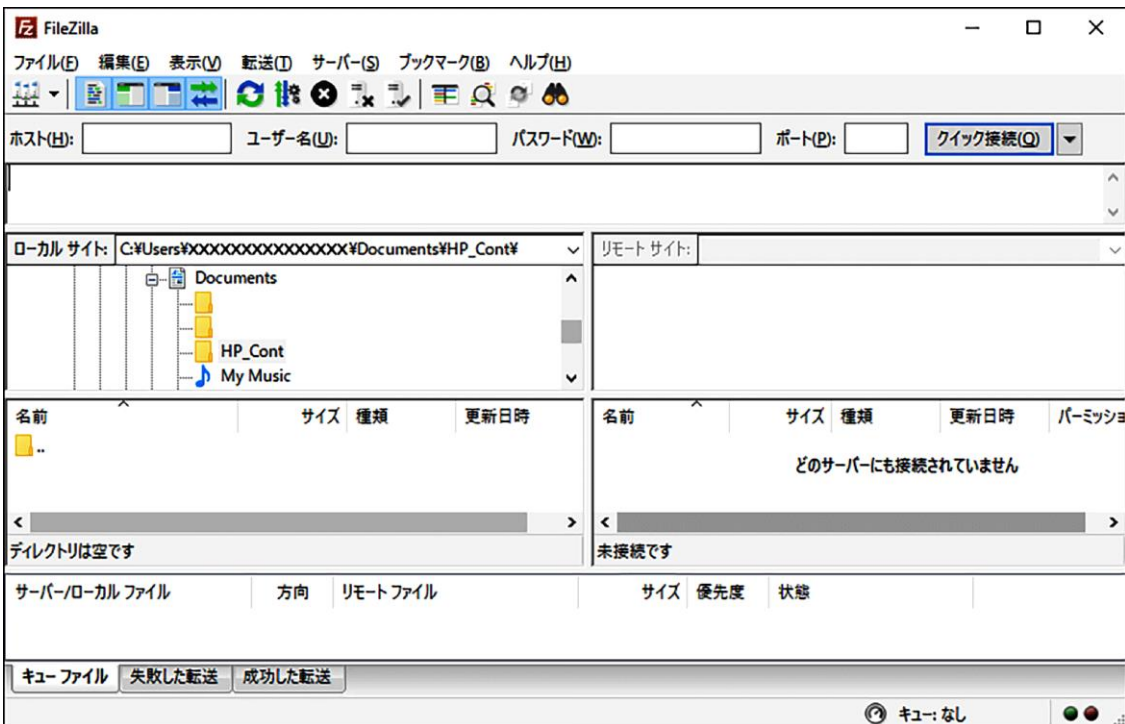 FileZilla
ファイル(F) 編集(E) 表示(V) 転送(T) サーバー(S) ブックマーク(B) ヘルプ(H)
ホスト(H): ユーザー名(U): パスワード(W): ポート(P): クイック接続(Q)
ローカル サイト: C:¥Users¥XXXXXXXXXXXXXXX¥Documents¥HP_Cont¥
Documents
HP_Cont
My Music
リモート サイト:
名前 サイズ 種類 更新日時
..
ディレクトリは空です
名前 サイズ 種類 更新日時 パーミッショ
どのサーバーにも接続されていません
未接続です
サーバー/ローカル ファイル 方向 リモート ファイル サイズ 優先度 状態
キュー ファイル 失敗した転送 成功した転送
キュー: なし